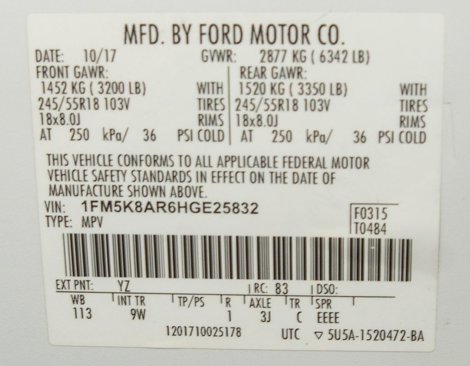 MFD. BY FORD MOTOR CO.
DATE: 10/17 GVWR: 2877 KG ( 6342 LB)
FRONT GAWR: REAR GAWR:
1452 KG ( 3200 LB) WITH 1520 KG ( 3350 LB) WITH
245/55R18 103V TIRES 245/55R18 103V TIRES
18x8.0J RIMS 18x8.0J RIMS
AT 250 kPa/ 36 PSI COLD AT 250 kPa/ 36 PSI COLD
THIS VEHICLE CONFORMS TO ALL APPLICABLE FEDERAL MOTOR
VEHICLE SAFETY STANDARDS IN EFFECT ON THE DATE OF
MANUFACTURE SHOWN ABOVE.
VIN: 1FM5K8AR6HGE25832 F0315
TYPE: MPV T0484
EXT PNT: YZ RC: 83 DSO:
WB INT TR TP/PS R AXLE TR SPR
113 9W 1 3J C EEEE
1201710025178 UTC ▽ 5U5A-1520472-BA